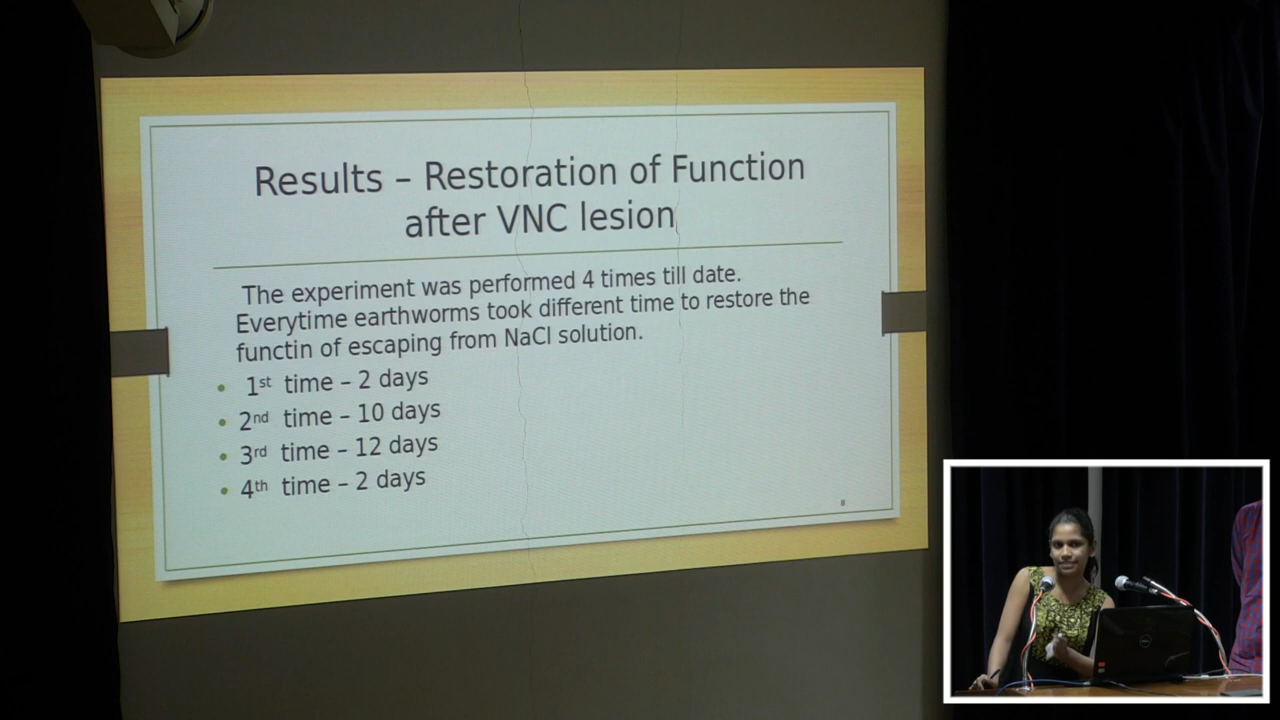 Results – Restoration of Function
after VNC lesion
The experiment was performed 4 times till date.
Everytime earthworms took different time to restore the
functin of escaping from NaCl solution.
• 1st time – 2 days
• 2nd time – 10 days
• 3rd time – 12 days
• 4th time – 2 days
8